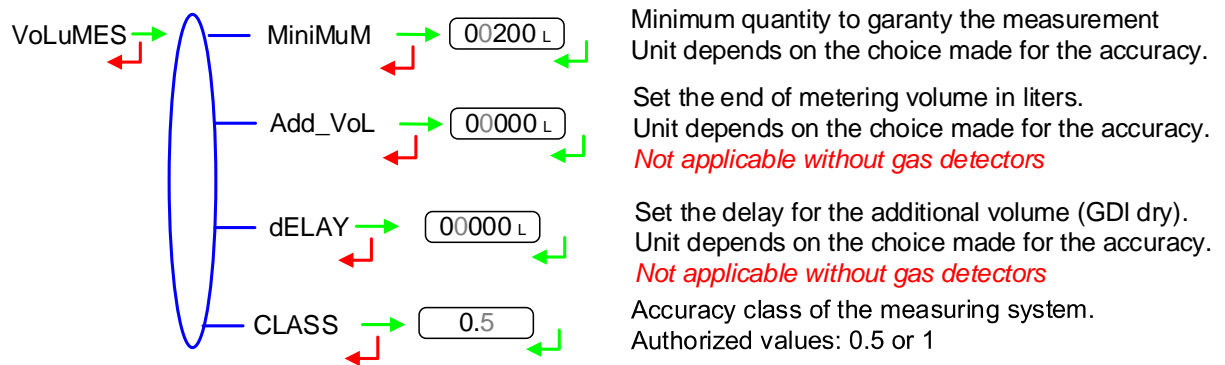 VoLuMES MiniMuM 00200 L Minimum quantity to garanty the measurement
Unit depends on the choice made for the accuracy.
Add_VoL 00000 L Set the end of metering volume in liters.
Unit depends on the choice made for the accuracy.
Not applicable without gas detectors
dELAY 00000 L Set the delay for the additional volume (GDI dry).
Unit depends on the choice made for the accuracy.
Not applicable without gas detectors
CLASS 0.5 Accuracy class of the measuring system.
Authorized values: 0.5 or 1